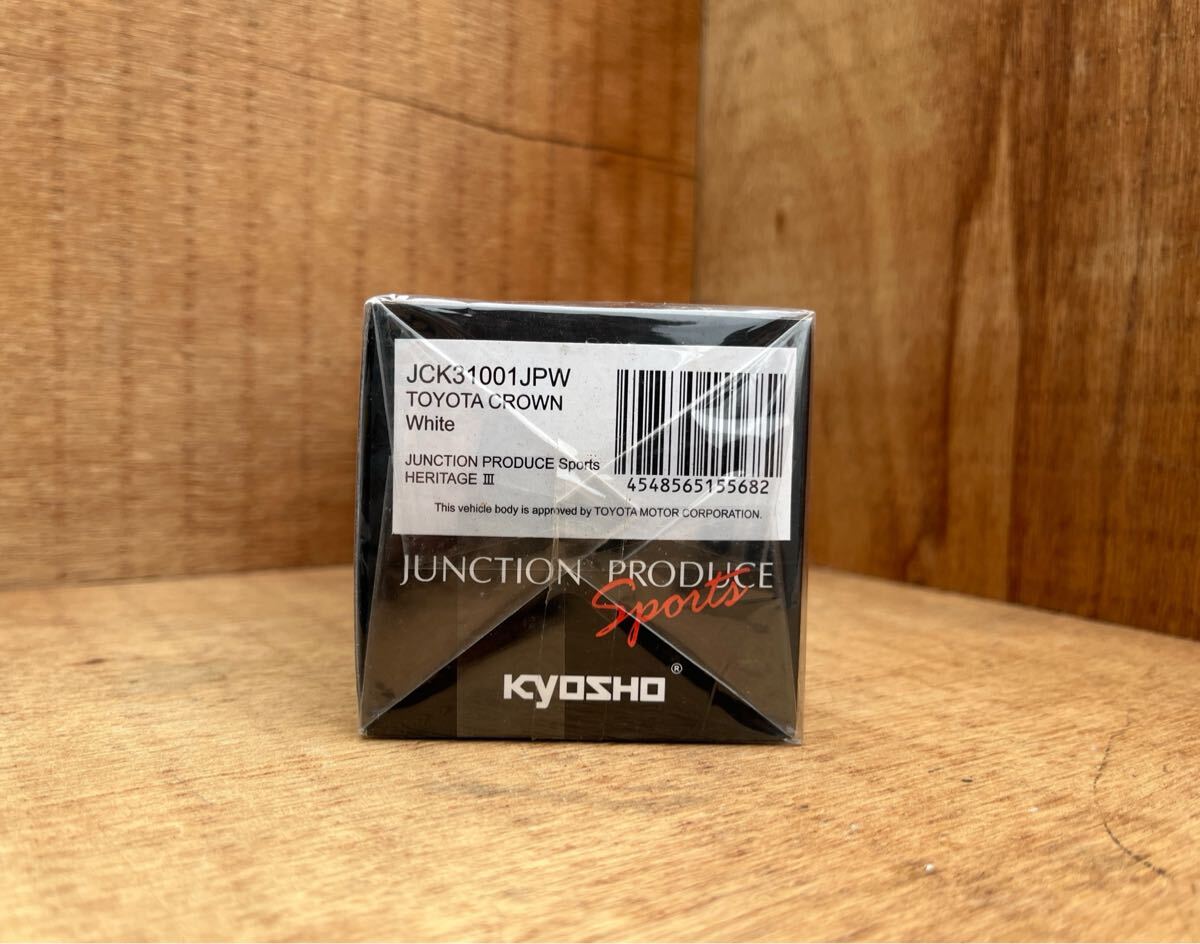 JCK31001JPW
TOYOTA CROWN
White
JUNCTION PRODUCE Sports
HERITAGE Ⅲ
4548565155682
This vehicle body is approved by TOYOTA MOTOR CORPORATION.
JUNCTION PRODUCE
Sports
KYOSHO®